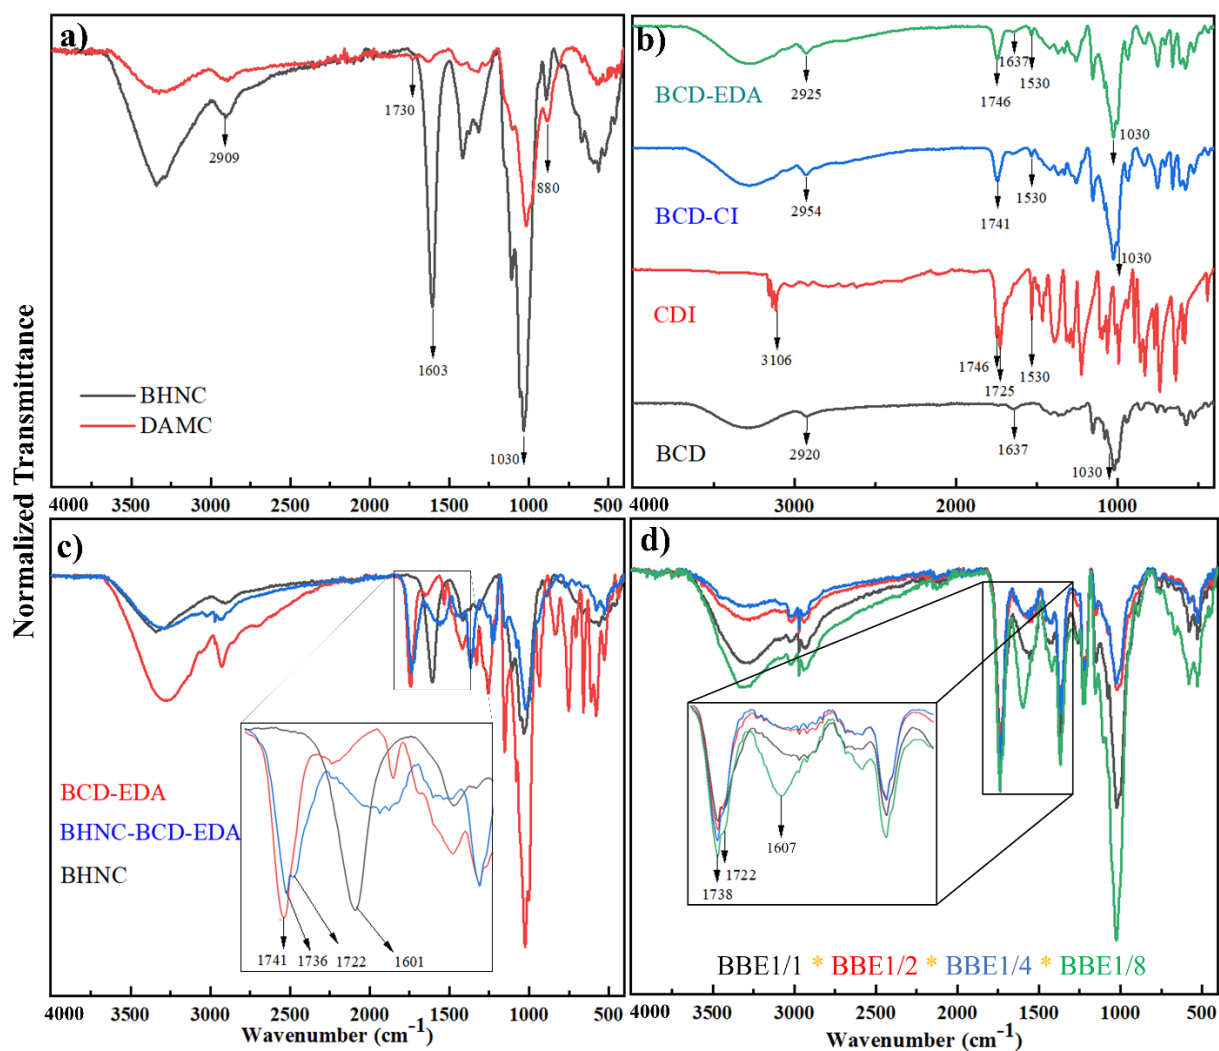 Normalized Transmittance
a)
2909
1730
1603
880
1030
BHNC
DAMC
4000 3500 3000 2500 2000 1500 1000 500
b)
BCD-EDA
2925
1746
1637
1530
1030
BCD-CI
2954
1741
1530
1030
CDI
3106
1746
1725
1530
BCD
2920
1637
1030
4000 3000 2000 1000
c)
BCD-EDA
BHNC-BCD-EDA
BHNC
1741 1736 1722 1601
4000 3500 3000 2500 2000 1500 1000 500
Wavenumber (cm-1)
d)
1738
1722
1607
BBE1/1 * BBE1/2 * BBE1/4 * BBE1/8
4000 3500 3000 2500 2000 1500 1000 500
Wavenumber (cm-1)